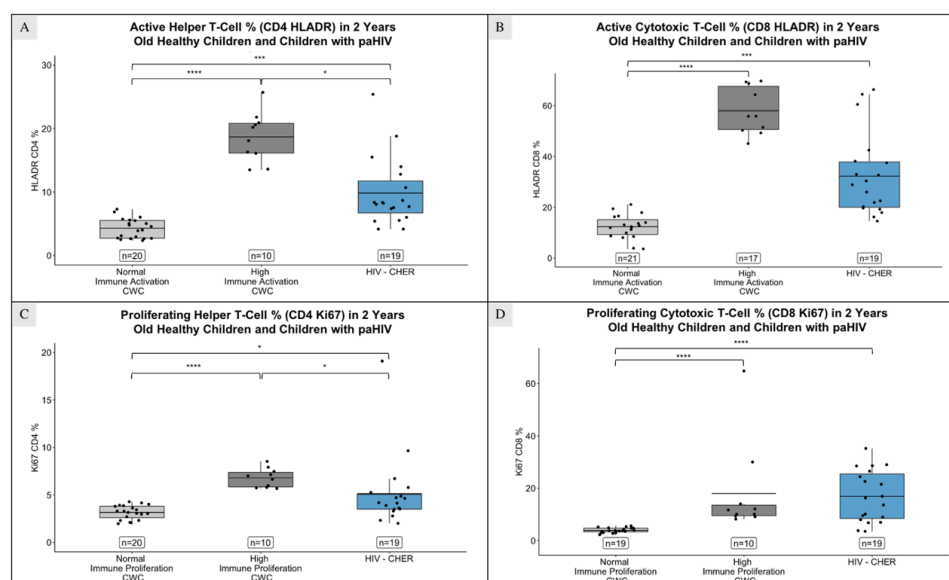 A
Active Helper T-Cell % (CD4 HLADR) in 2 Years
Old Healthy Children and Children with paHIV
***
****
*
30
20
10
0
HLADR CD4 %
n=20
n=10
n=19
Normal
Immune Activation
CWC
High
Immune Activation
CWC
HIV - CHER
B
Active Cytotoxic T-Cell % (CD8 HLADR) in 2 Years
Old Healthy Children and Children with paHIV
***
****
60
40
20
0
HLADR CD8 %
n=21
n=17
n=19
Normal
Immune Activation
CWC
High
Immune Activation
CWC
HIV - CHER
C
Proliferating Helper T-Cell % (CD4 Ki67) in 2 Years
Old Healthy Children and Children with paHIV
*
****
*
20
15
10
5
0
Ki67 CD4 %
n=20
n=10
n=19
Normal
Immune Proliferation
CWC
High
Immune Proliferation
CWC
HIV - CHER
D
Proliferating Cytotoxic T-Cell % (CD8 Ki67) in 2 Years
Old Healthy Children and Children with paHIV
****
****
60
40
20
0
Ki67 CD8 %
n=19
n=10
n=19
Normal
Immune Proliferation
CWC
High
Immune Proliferation
CWC
HIV - CHER